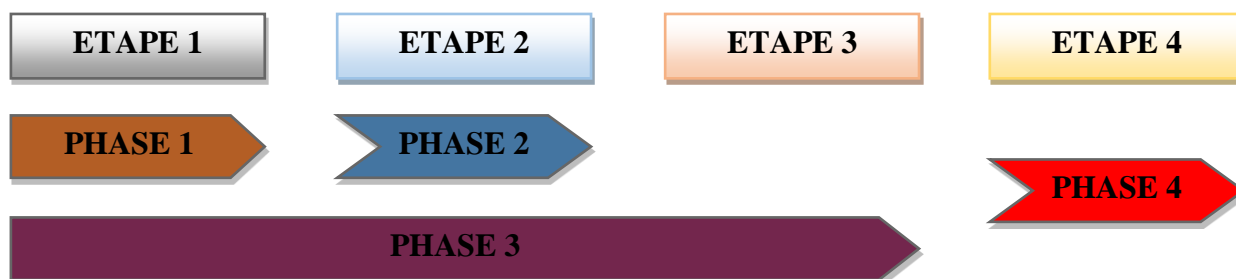 ETAPE 1 ETAPE 2 ETAPE 3 ETAPE 4
PHASE 1 PHASE 2
PHASE 4
PHASE 3